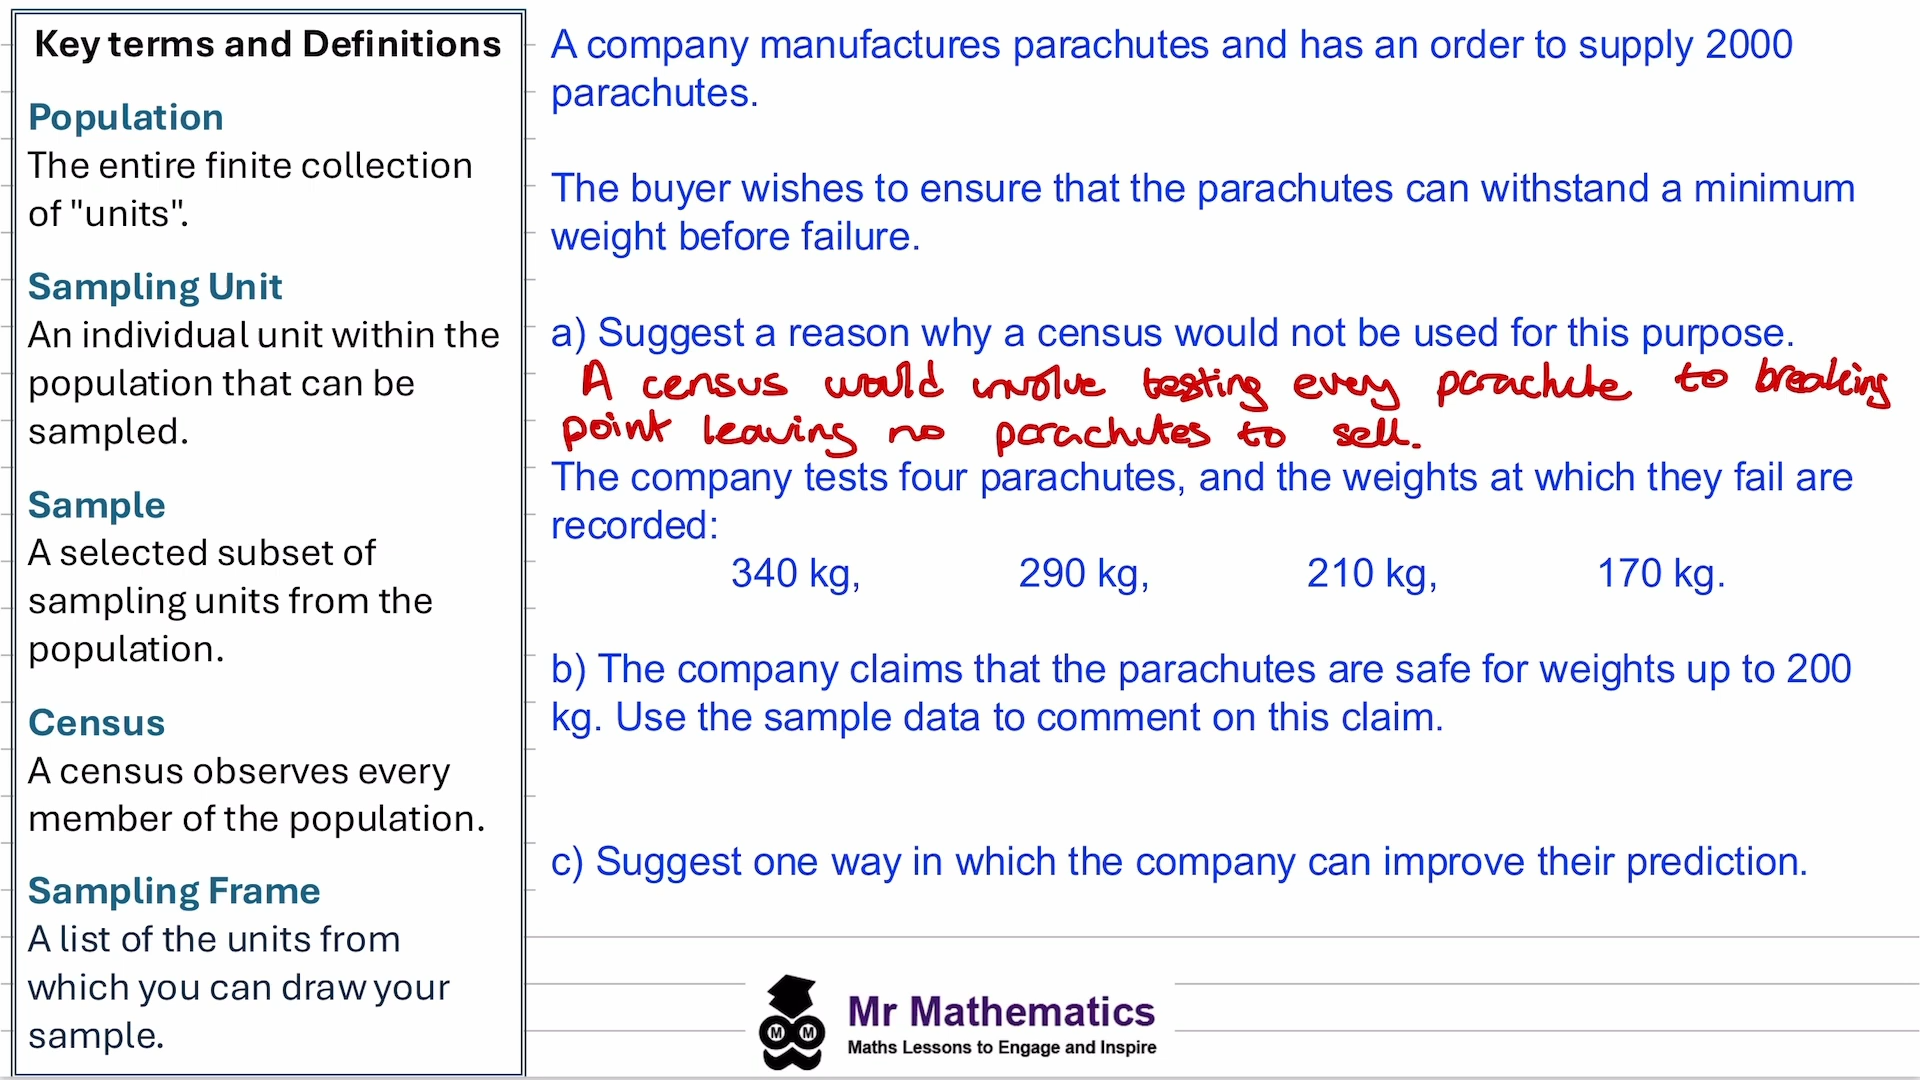 Key terms and Definitions
Population
The entire finite collection
of "units".
Sampling Unit
An individual unit within the
population that can be
sampled.
Sample
A selected subset of
sampling units from the
population.
Census
A census observes every
member of the population.
Sampling Frame
A list of the units from
which you can draw your
sample.
A company manufactures parachutes and has an order to supply 2000
parachutes.
The buyer wishes to ensure that the parachutes can withstand a minimum
weight before failure.
a) Suggest a reason why a census would not be used for this purpose.
A census would involve testing every parachute to breaking
point leaving no parachutes to sell.
The company tests four parachutes, and the weights at which they fail are
recorded:
340 kg, 290 kg, 210 kg, 170 kg.
b) The company claims that the parachutes are safe for weights up to 200
kg. Use the sample data to comment on this claim.
c) Suggest one way in which the company can improve their prediction.
M M
Mr Mathematics
Maths Lessons to Engage and Inspire